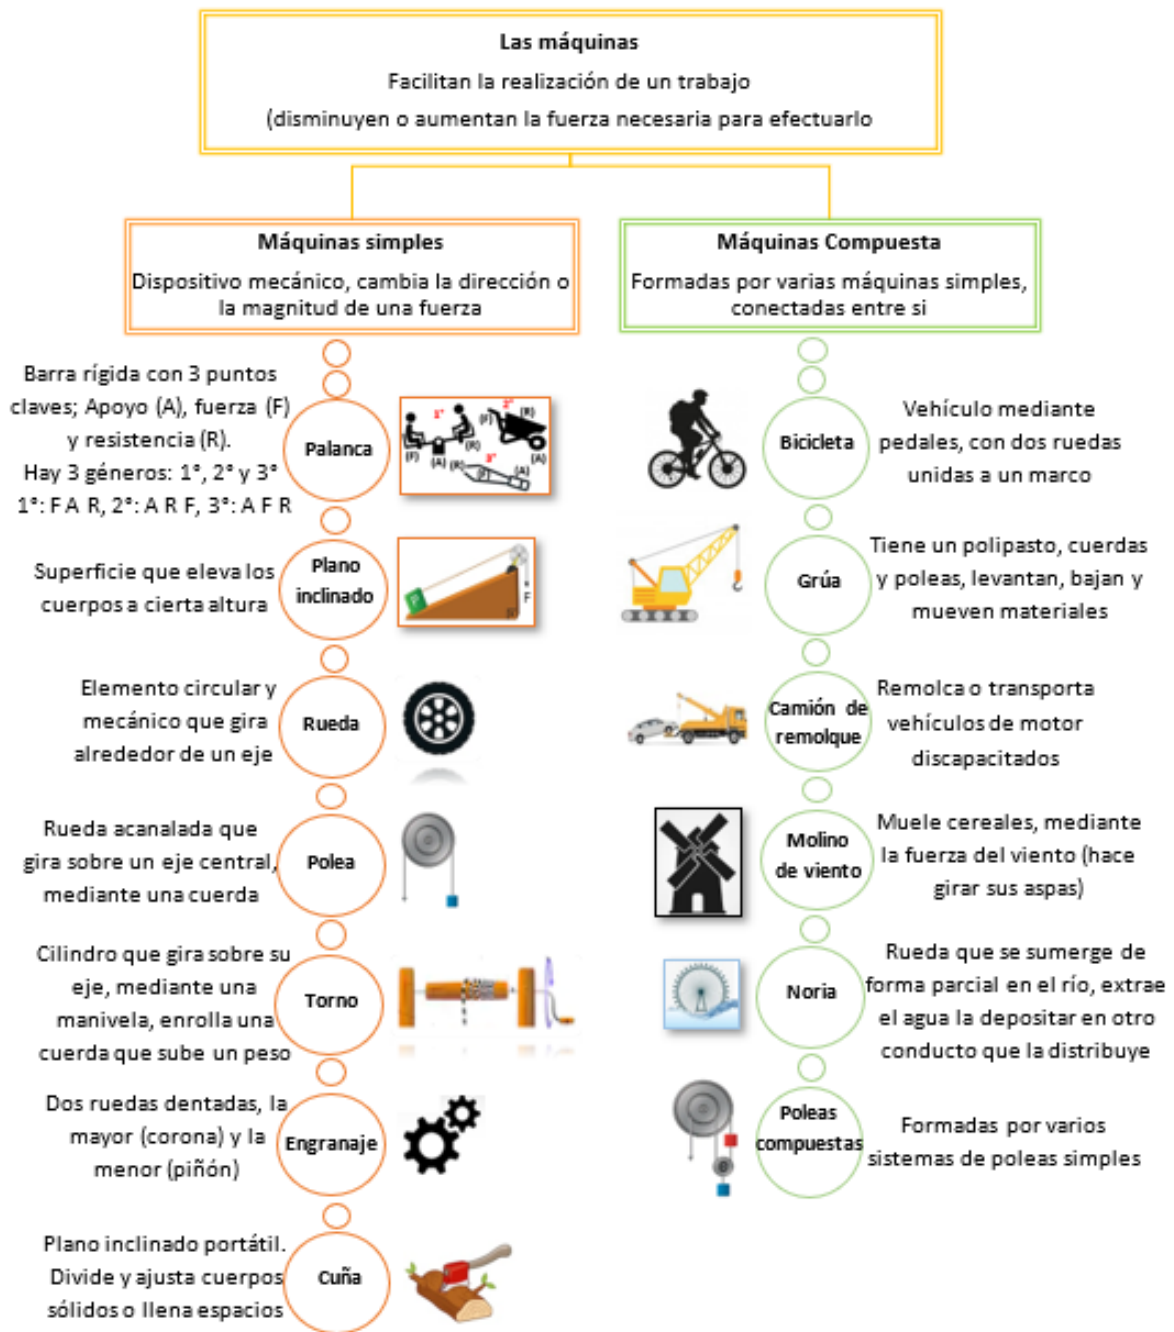 Las máquinas
Facilitan la realización de un trabajo
(disminuyen o aumentan la fuerza necesaria para efectuarlo
Máquinas simples
Dispositivo mecánico, cambia la dirección o
la magnitud de una fuerza
Barra rígida con 3 puntos
claves; Apoyo (A), fuerza (F)
y resistencia (R).
Hay 3 géneros: 1°, 2° y 3°
1°: F A R, 2°: A R F, 3°: A F R
Palanca
1°
2°
3°
(F)
(A)
(R)
(F)
(R)
(A)
(R)
(F)
(A)
Superficie que eleva los
cuerpos a cierta altura
Plano
inclinado
P
F
Elemento circular y
mecánico que gira
alrededor de un eje
Rueda
Rueda acanalada que
gira sobre un eje central,
mediante una cuerda
Polea
Cilindro que gira sobre su
eje, mediante una
manivela, enrolla una
cuerda que sube un peso
Torno
Dos ruedas dentadas, la
mayor (corona) y la
menor (piñón)
Engranaje
Plano inclinado portátil.
Divide y ajusta cuerpos
sólidos o llena espacios
Cuña
Máquinas Compuesta
Formadas por varias máquinas simples,
conectadas entre si
Bicicleta
Vehículo mediante
pedales, con dos ruedas
unidas a un marco
Grúa
Tiene un polipasto, cuerdas
y poleas, levantan, bajan y
mueven materiales
Camión de
remolque
Remolca o transporta
vehículos de motor
discapacitados
Molino
de viento
Muele cereales, mediante
la fuerza del viento (hace
girar sus aspas)
Noria
Rueda que se sumerge de
forma parcial en el río, extrae
el agua la depositar en otro
conducto que la distribuye
Poleas
compuestas
Formadas por varios
sistemas de poleas simples